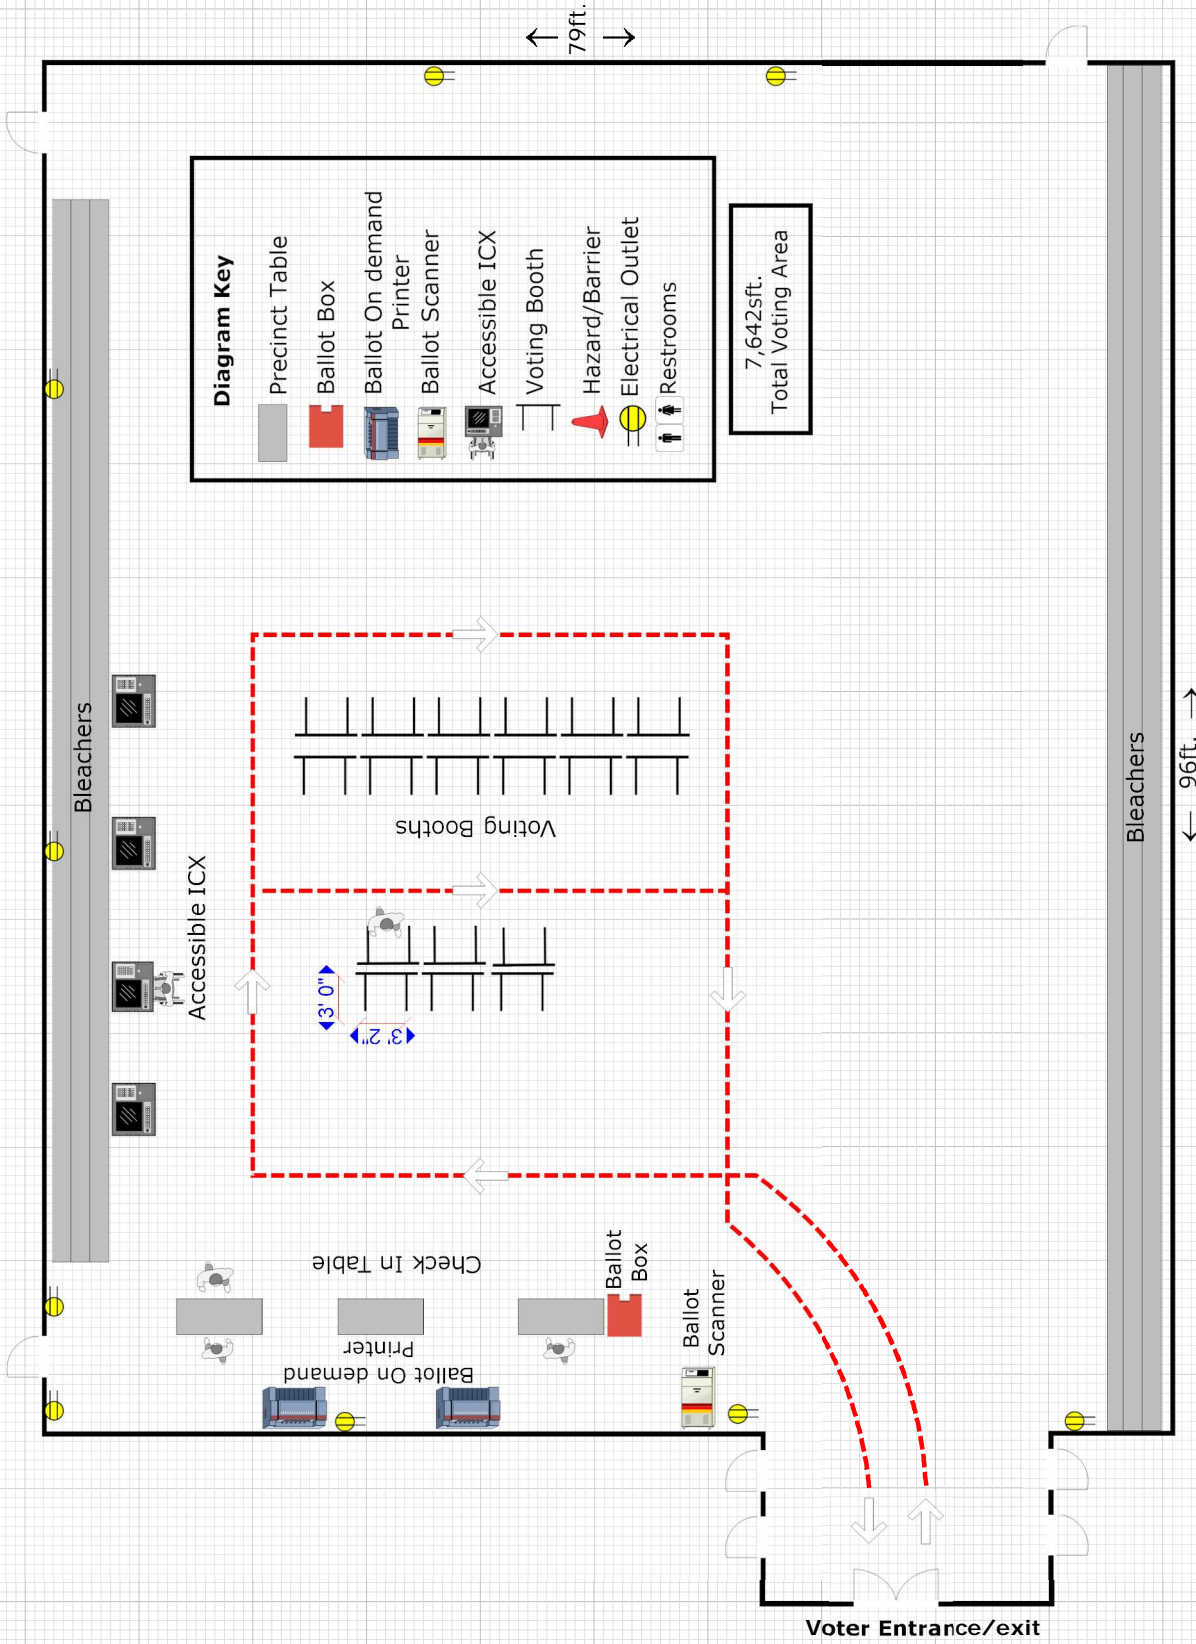 79ft.
Diagram Key
Precinct Table
Ballot Box
Ballot On demand
Printer
Ballot Scanner
Accessible ICX
Voting Booth
Hazard/Barrier
Electrical Outlet
Restrooms
7,642sft.
Total Voting Area
Bleachers
Bleachers
96ft.
Voting Booths
Accessible ICX
3' 0"
3' 2"
Check In Table
Ballot
Box
Ballot On demand
Printer
Ballot
Scanner
Voter Entrance/exit